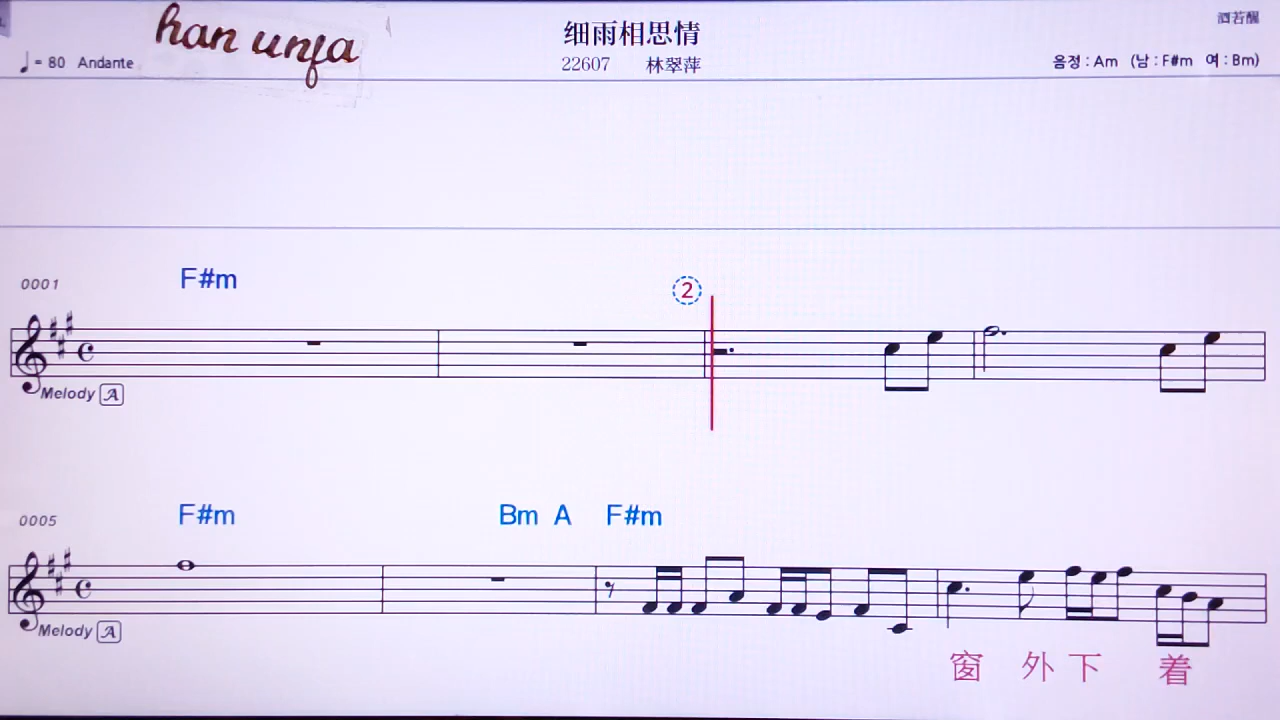 han unfa
细雨相思情
酒若醒
♩= 80 Andante
22607 林翠萍
음정 : Am (남 : F#m 여 : Bm)
0001 F#m ②
Melody A
0005 F#m Bm A F#m
Melody A
窗 外 下 着